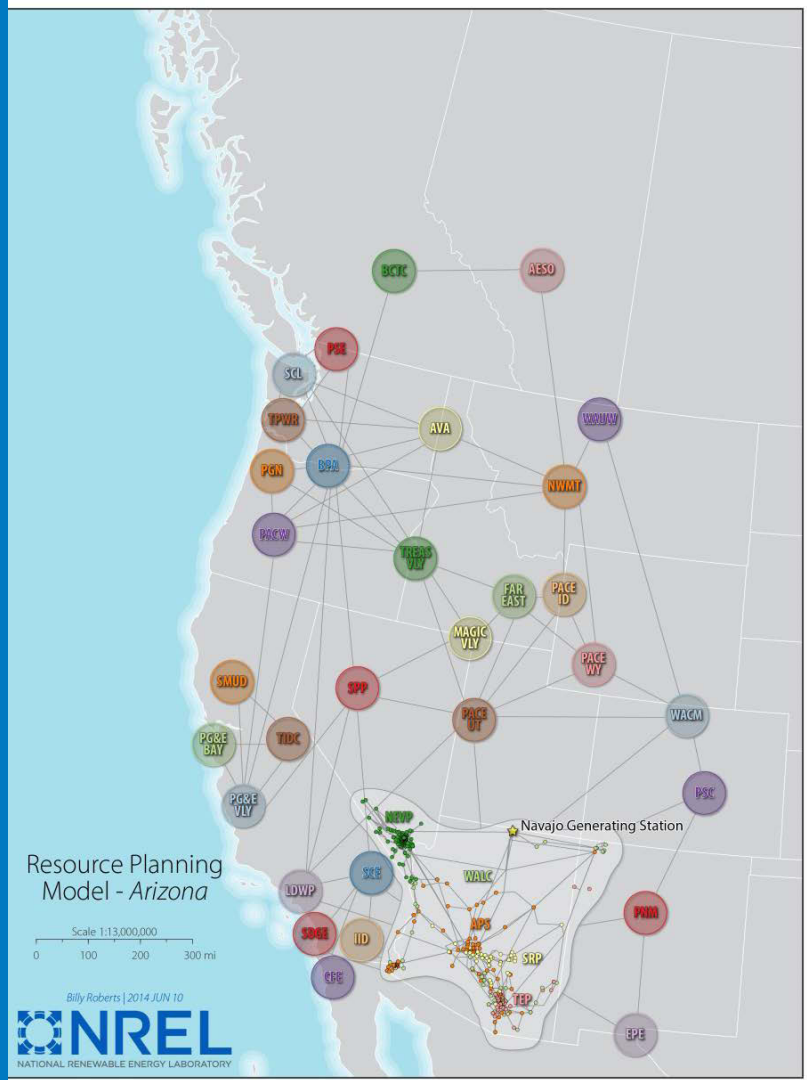 BCTC
AESO
PSE
SCL
TPWR
AVA
WAUW
PGN
BPA
NWMT
PACW
TREAS
VLY
FAR
EAST
PACE
ID
MAGIC
VLY
PACE
WY
SMUD
SPP
PACE
UT
WACM
PG&E
BAY
TIDC
PG&E
VLY
PSC
NEVP
Navajo Generating Station
Resource Planning
Model - Arizona
SCE
WALC
LDWP
PNM
APS
Scale 1:13,000,000
SDGE
IID
SRP
0 100 200 300 mi
CFE
TEP
Billy Roberts | 2014 JUN 10
EPE
NREL
NATIONAL RENEWABLE ENERGY LABORATORY